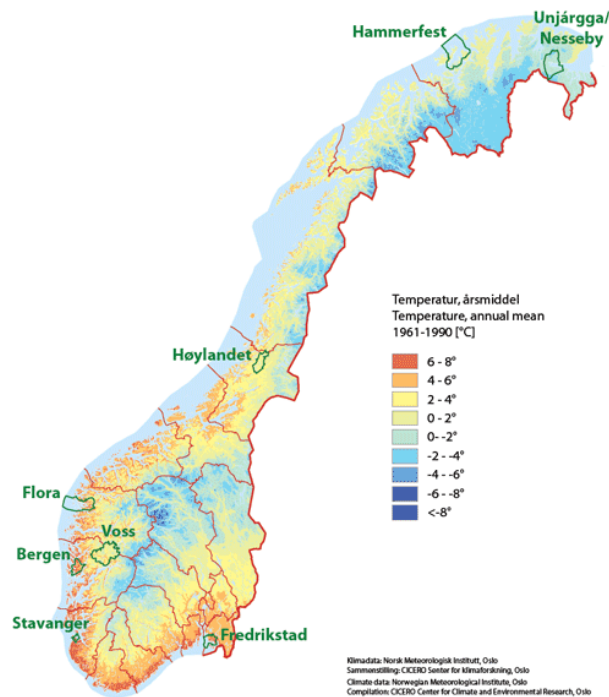 Unjárgga/
Nesseby
Hammerfest
Temperatur, årsmiddel
Temperature, annual mean
1961-1990 [°C]
6 - 8°
4 - 6°
2 - 4°
0 - 2°
0- -2°
-2 - -4°
-4 - -6°
-6 - -8°
<-8°
Høylandet
Flora
Voss
Bergen
Stavanger
Fredrikstad
Klimadata: Norsk Meteorologisk Institutt, Oslo
Sammenstilling: CICERO Senter for klimaforskning, Oslo
Climate data: Norwegian Meteorological Institute, Oslo
Compilation: CICERO Center for Climate and Environmental Research, Oslo